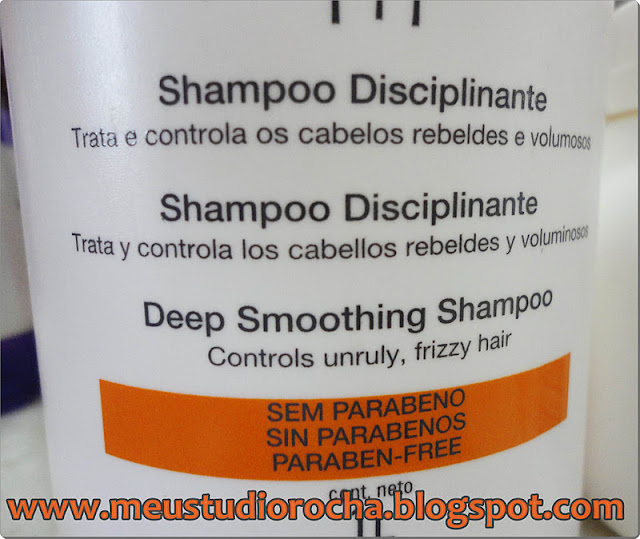 Shampoo Disciplinante
Trata e controla os cabelos rebeldes e volumosos
Shampoo Disciplinante
Trata y controla los cabellos rebeldes y voluminosos
Deep Smoothing Shampoo
Controls unruly, frizzy hair
SEM PARABENO
SIN PARABENOS
PARABEN-FREE
cont. neto
www.meustudiorocha.blogspot.com
1L